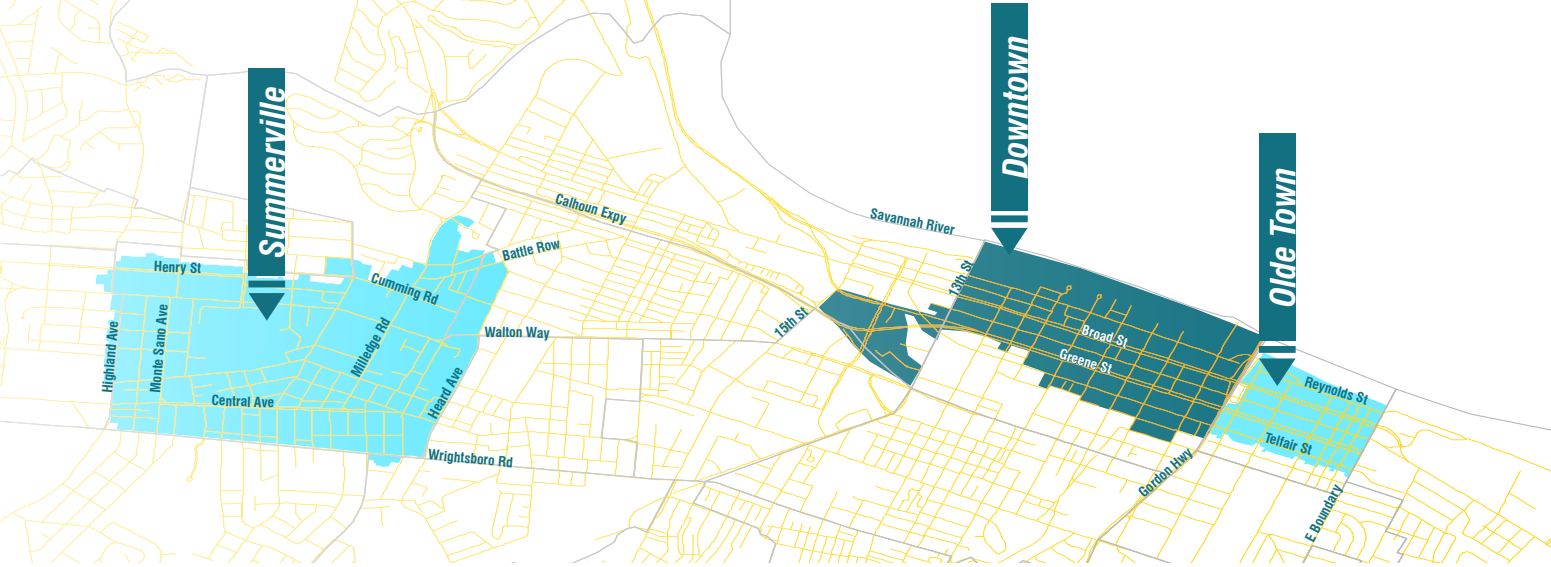 Summerville
Downtown
Olde Town
Calhoun Expy
Savannah River
Battle Row
Henry St
Cumming Rd
13th St
15th St
Highland Ave
Monte Sano Ave
Milledge Rd
Walton Way
Broad St
Greene St
Heard Ave
Central Ave
Reynolds St
Telfair St
Wrightsboro Rd
Gordon Hwy
E Boundary